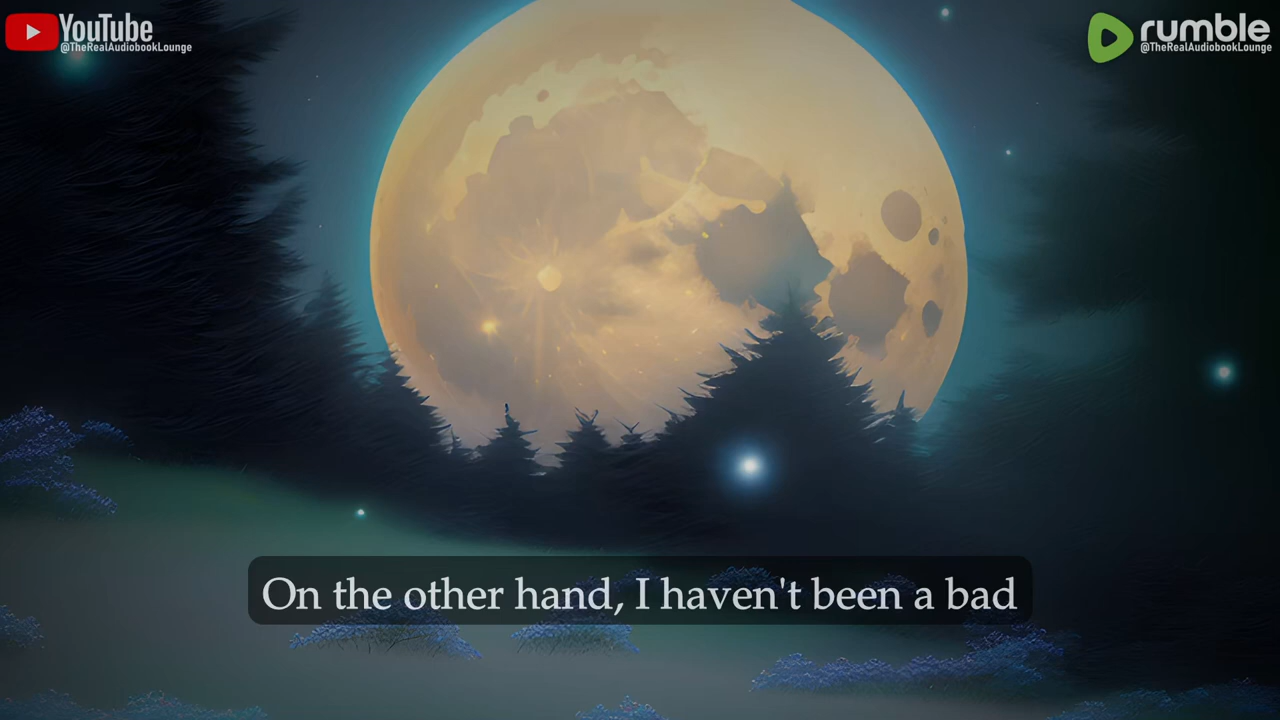 YouTube
@TheRealAudiobookLounge
rumble
@TheRealAudiobookLounge
On the other hand, I haven't been a bad